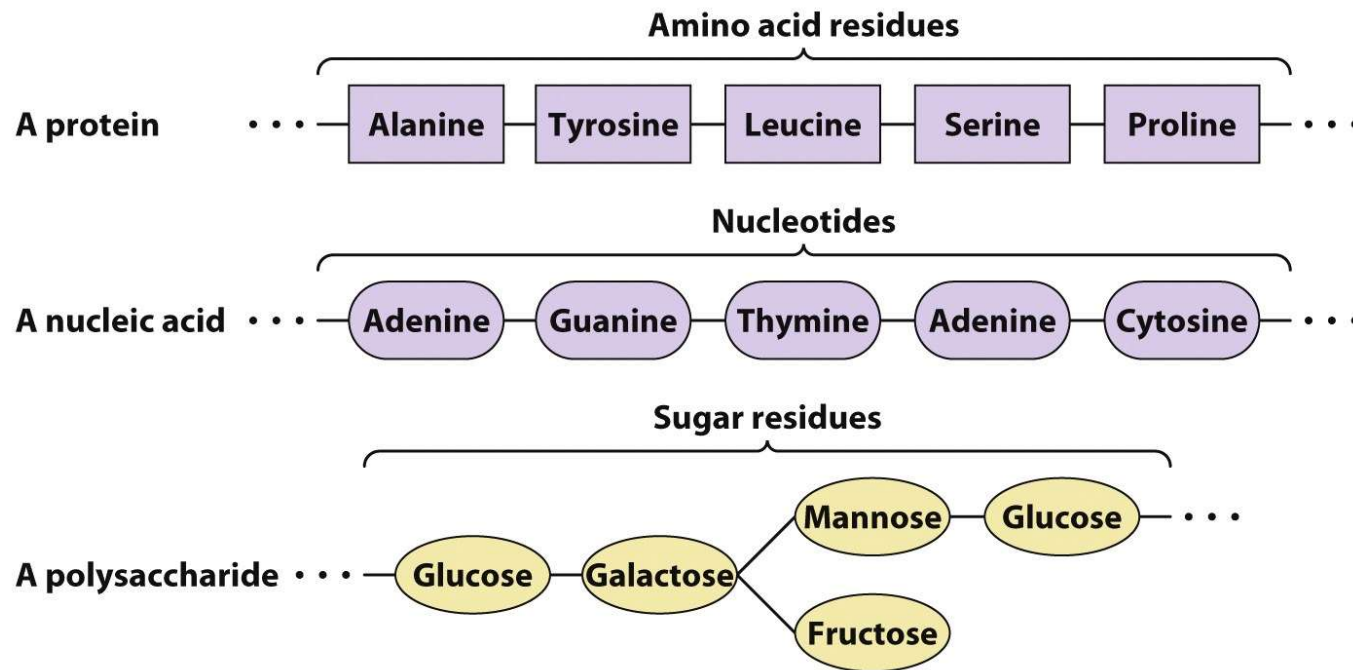 Amino acid residues
A protein • • • Alanine Tyrosine Leucine Serine Proline • • •
Nucleotides
A nucleic acid • • • Adenine Guanine Thymine Adenine Cytosine • • •
Sugar residues
Mannose Glucose • • •
A polysaccharide • • • Glucose Galactose
Fructose